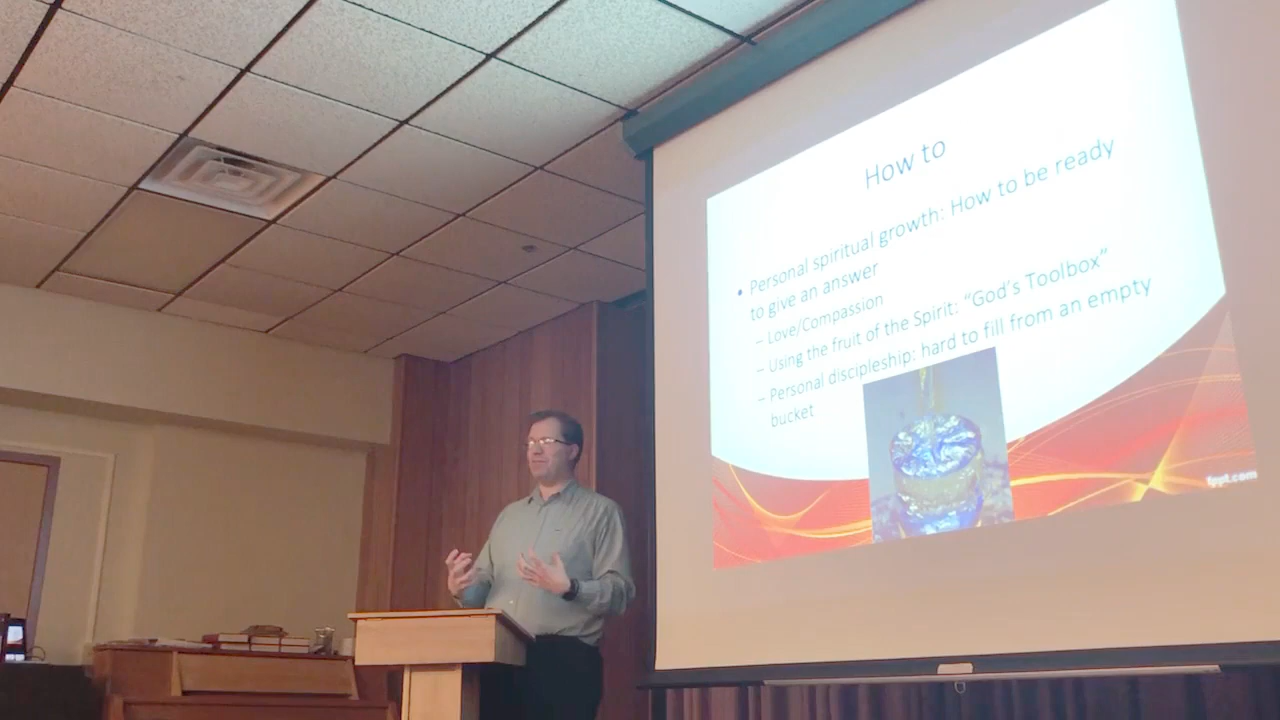 How to
• Personal spiritual growth: How to be ready
to give an answer
– Love/Compassion
– Using the fruit of the Spirit: “God’s Toolbox”
– Personal discipleship: hard to fill from an empty
bucket
fppt.com